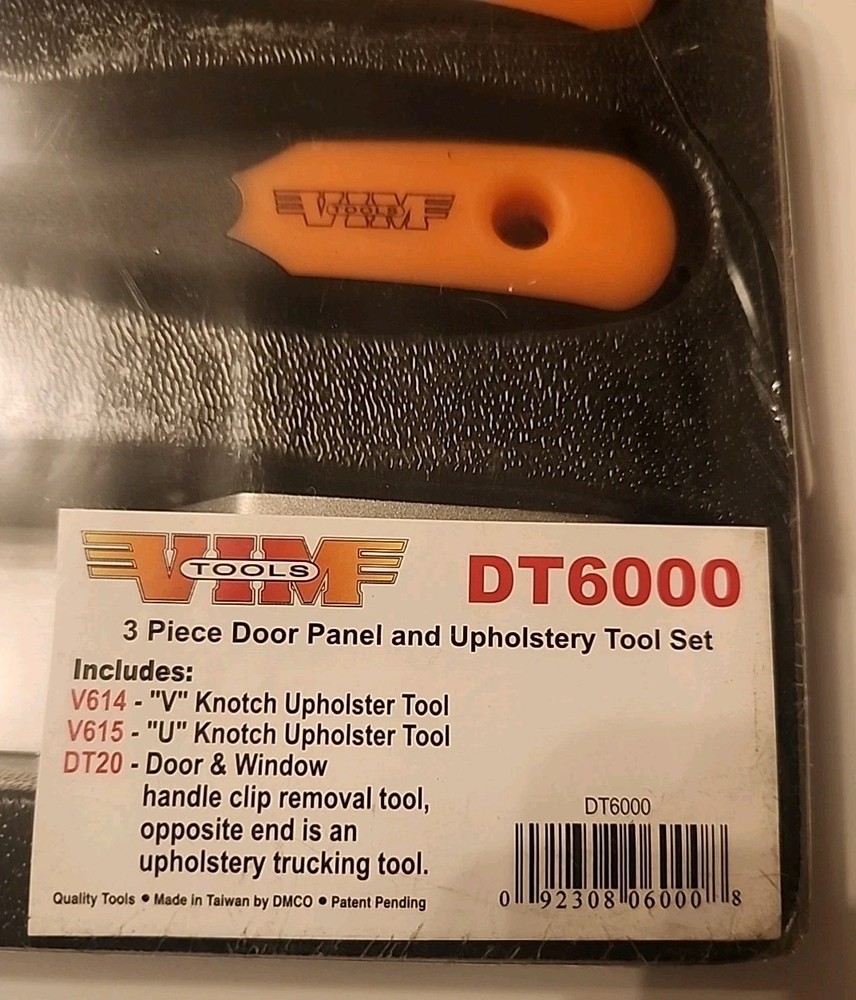 VIM TOOLS
VIM TOOLS
DT6000
3 Piece Door Panel and Upholstery Tool Set
Includes:
V614 - "V" Knotch Upholster Tool
V615 - "U" Knotch Upholster Tool
DT20 - Door & Window
handle clip removal tool,
opposite end is an
upholstery trucking tool.
DT6000
0 92308 06000 8
Quality Tools • Made in Taiwan by DMCO • Patent Pending